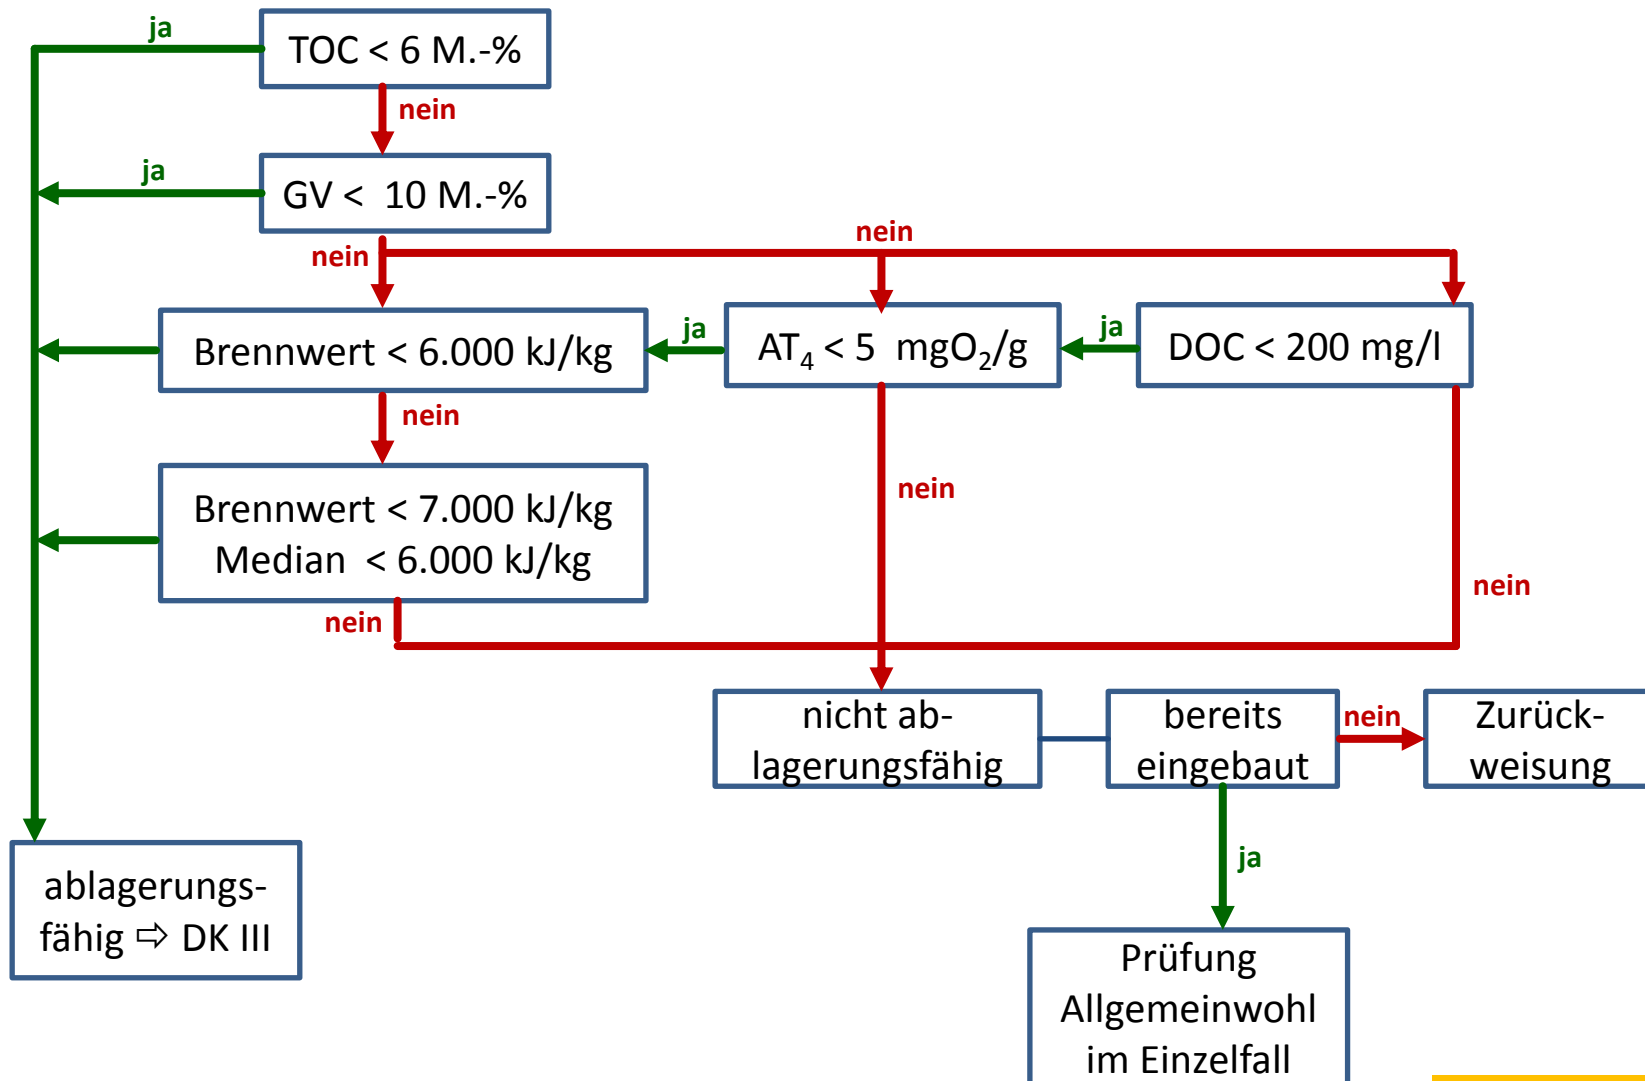 ja
TOC < 6 M.-%
nein
ja
GV < 10 M.-%
nein
nein
Brennwert < 6.000 kJ/kg
ja
AT₄ < 5 mgO₂/g
ja
DOC < 200 mg/l
nein
Brennwert < 7.000 kJ/kg
Median < 6.000 kJ/kg
nein
nein
nein
nicht ab-
lagerungsfähig
bereits
eingebaut
nein
Zurück-
weisung
ja
ablagerungs-
fähig ⇨ DK III
Prüfung
Allgemeinwohl
im Einzelfall